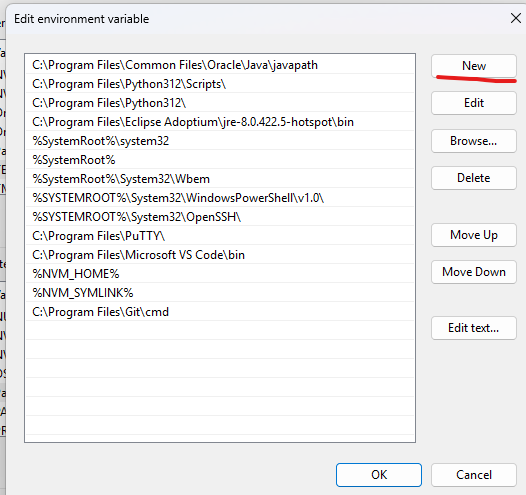 Edit environment variable
C:\Program Files\Common Files\Oracle\Java\javapath
New
C:\Program Files\Python312\Scripts\
C:\Program Files\Python312\
Edit
C:\Program Files\Eclipse Adoptium\jre-8.0.422.5-hotspot\bin
%SystemRoot%\system32
Browse...
%SystemRoot%
%SystemRoot%\System32\Wbem
Delete
%SYSTEMROOT%\System32\WindowsPowerShell\v1.0\
%SYSTEMROOT%\System32\OpenSSH\
C:\Program Files\PuTTY\
Move Up
C:\Program Files\Microsoft VS Code\bin
%NVM_HOME%
Move Down
%NVM_SYMLINK%
C:\Program Files\Git\cmd
Edit text...
OK
Cancel